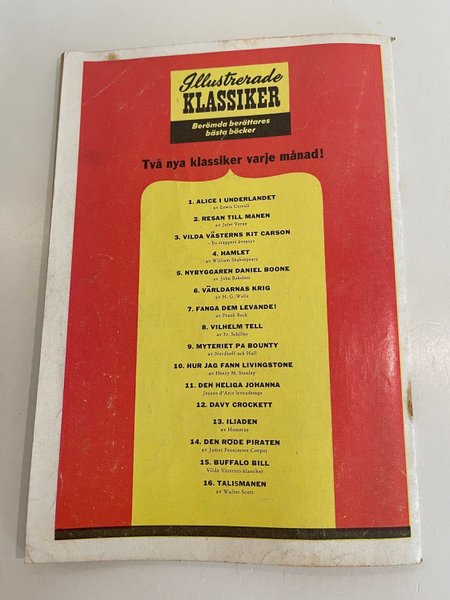 Illustrerade
KLASSIKER
Berömda berättares
bästa böcker
Två nya klassiker varje månad!
1. ALICE I UNDERLANDET
av Lewis Carroll
2. RESAN TILL MÅNEN
av Jules Verne
3. VILDA VÄSTERNS KIT CARSON
En trappers äventyr
4. HAMLET
av William Shakespeare
5. NYBYGGAREN DANIEL BOONE
av John Bakeless
6. VÄRLDARNAS KRIG
av H. G. Wells
7. FÅNGA DEM LEVANDE!
av Frank Buck
8. VILHELM TELL
av Fr. Schiller
9. MYTERIET PÅ BOUNTY
av Nordhoff och Hall
10. HUR JAG FANN LIVINGSTONE
av Henry M. Stanley
11. DEN HELIGA JOHANNA
Jeanne d'Arcs levnadssaga
12. DAVY CROCKETT
13. ILIADEN
av Homeros
14. DEN RÖDE PIRATEN
av James Fennimore Cooper
15. BUFFALO BILL
Vilda Västerns klassiker
16. TALISMANEN
av Walter Scott